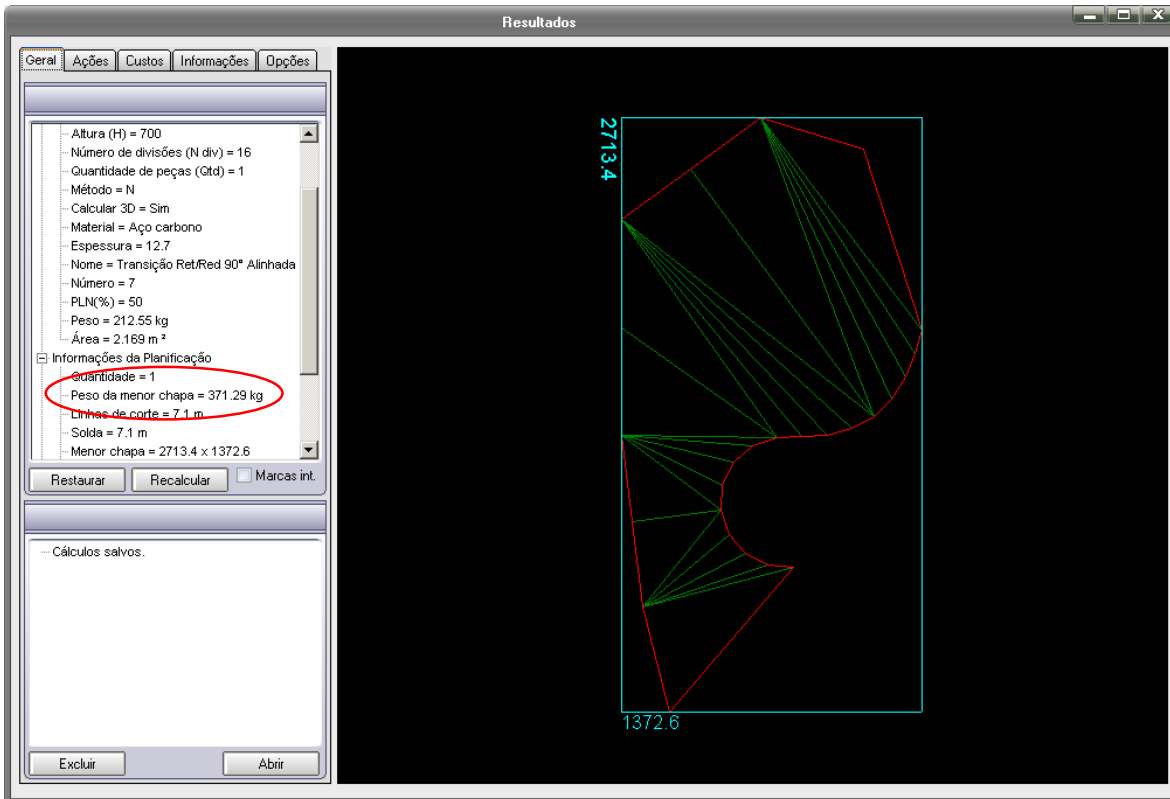 Resultados
Geral Ações Custos Informações Opções
Altura (H) = 700
Número de divisões (N div) = 16
Quantidade de peças (Qtd) = 1
Método = N
Calcular 3D = Sim
Material = Aço carbono
Espessura = 12.7
Nome = Transição Ret/Red 90° Alinhada
Número = 7
PLN(%) = 50
Peso = 212.55 kg
Área = 2.169 m ²
Informações da Planificação
Quantidade = 1
Peso da menor chapa = 371.29 kg
Linhas de corte = 7.1 m
Solda = 7.1 m
Menor chapa = 2713.4 x 1372.6
Restaurar Recalcular Marcas int.
Cálculos salvos.
Excluir Abrir
2713.4
1372.6